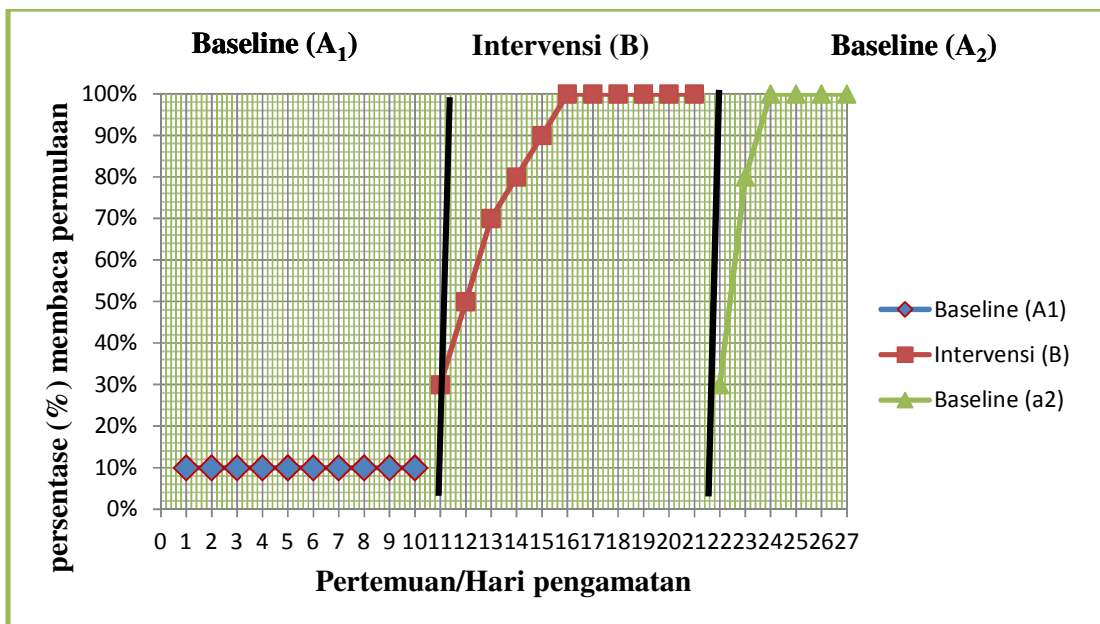 Baseline (A1) Intervensi (B) Baseline (A2)
100%
90%
80%
70%
60%
50%
40%
30%
20%
10%
0%
persentase (%) membaca permulaan
0 1 2 3 4 5 6 7 8 9 10 11 12 13 14 15 16 17 18 19 20 21 22 23 24 25 26 27
Pertemuan/Hari pengamatan
Baseline (A1)
Intervensi (B)
Baseline (a2)